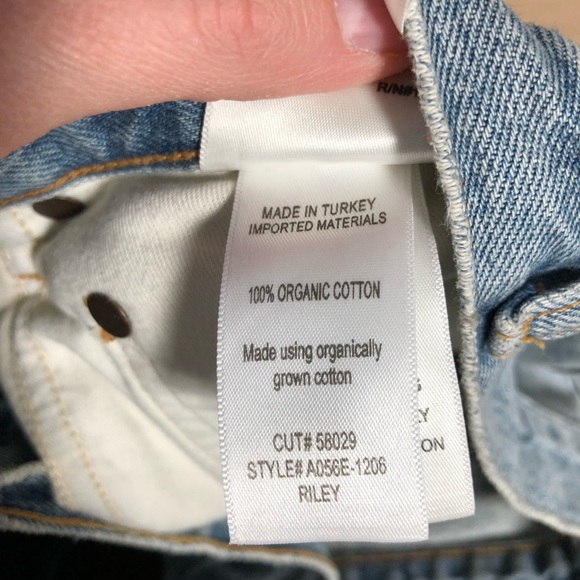 R/N#
MADE IN TURKEY
IMPORTED MATERIALS
100% ORGANIC COTTON
Made using organically
grown cotton
CUT# 58029
STYLE# A056E-1206
RILEY
ON